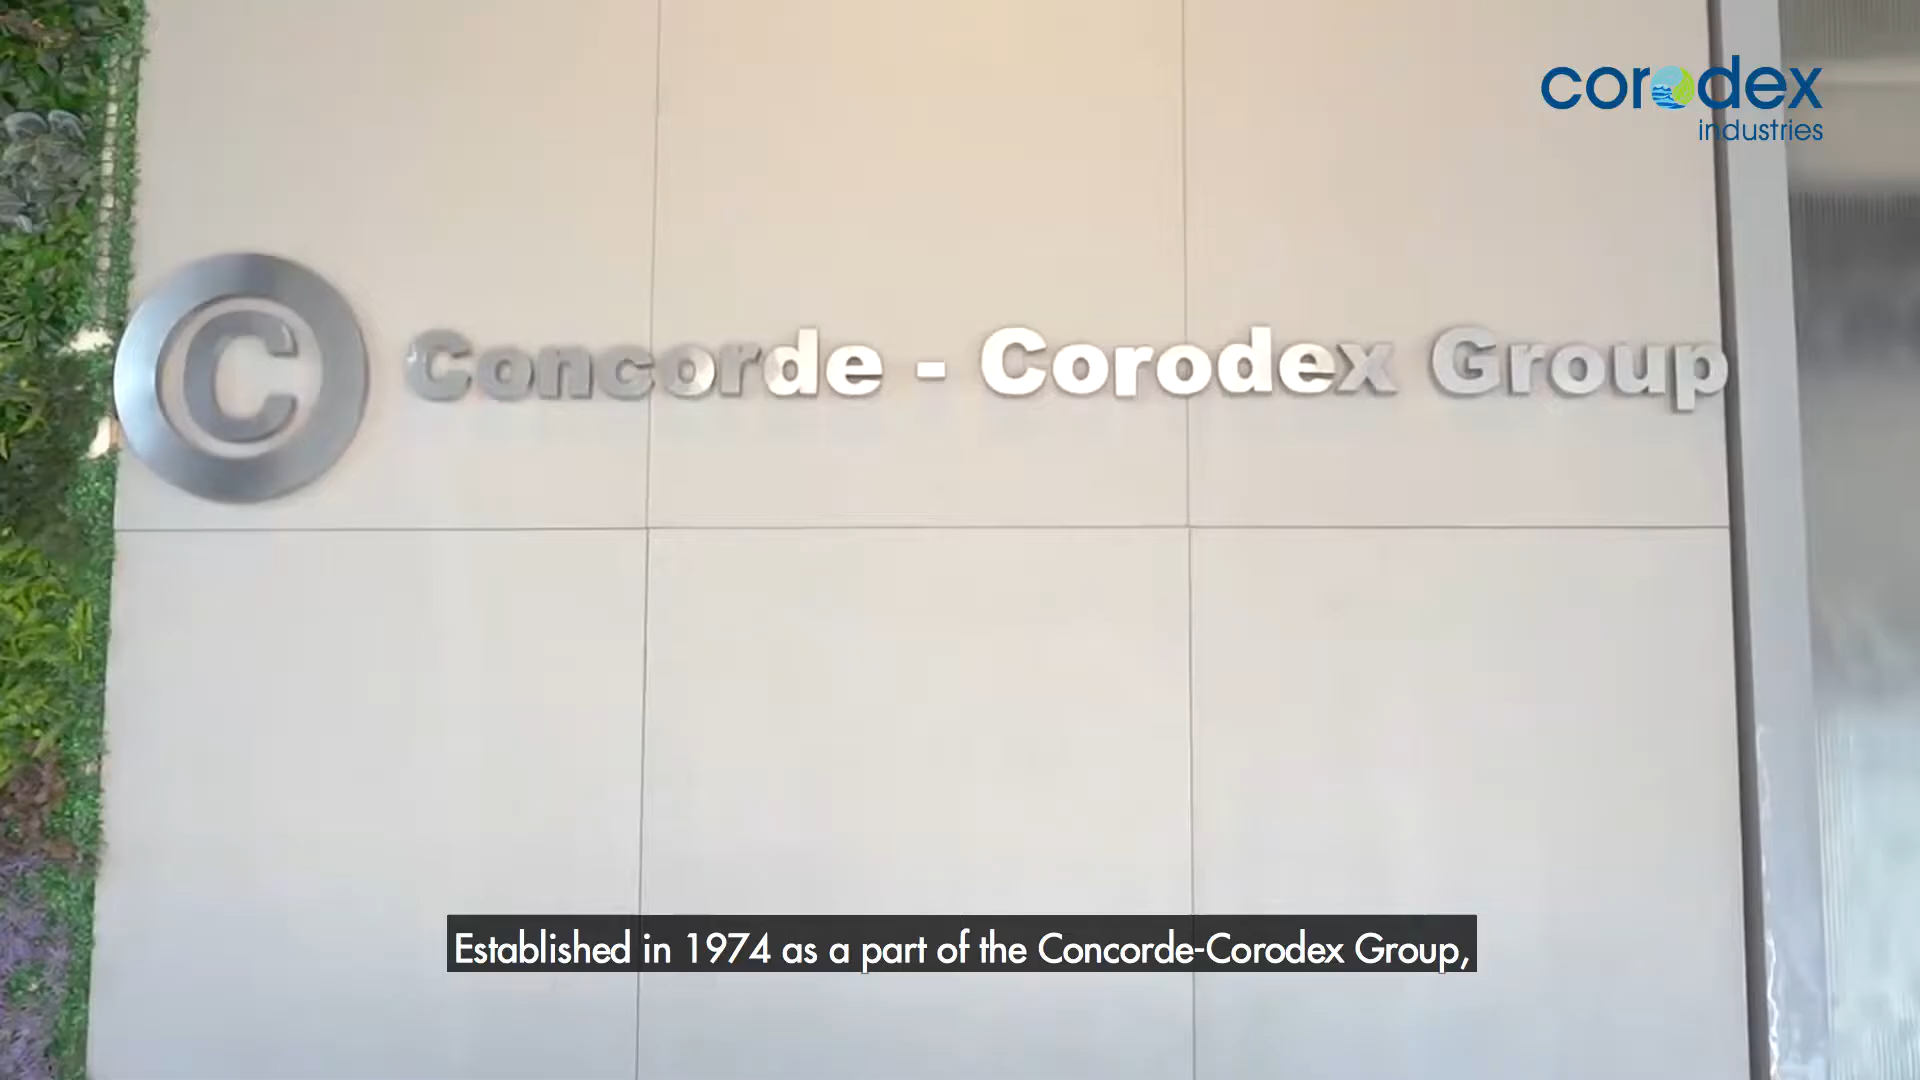 corodex
industries
C Concorde - Corodex Group
Established in 1974 as a part of the Concorde-Corodex Group,